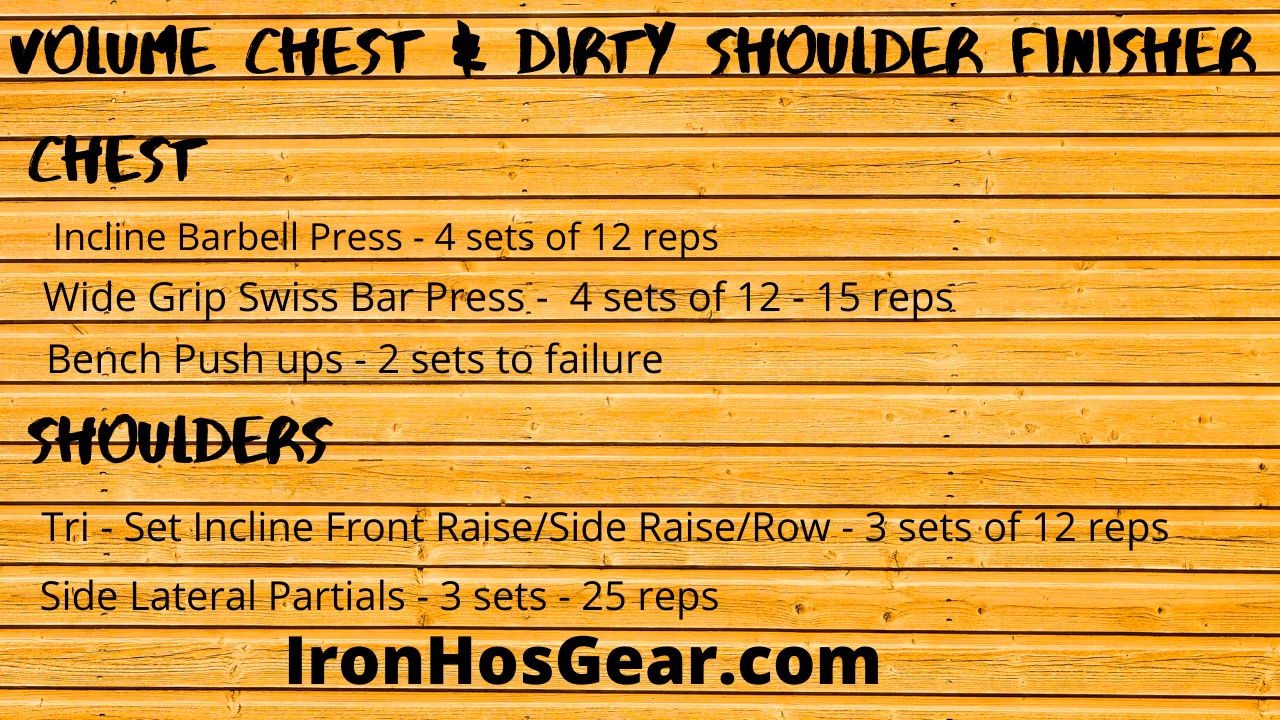 VOLUME CHEST & DIRTY SHOULDER FINISHER
CHEST
Incline Barbell Press - 4 sets of 12 reps
Wide Grip Swiss Bar Press - 4 sets of 12 - 15 reps
Bench Push ups - 2 sets to failure
SHOULDERS
Tri - Set Incline Front Raise/Side Raise/Row - 3 sets of 12 reps
Side Lateral Partials - 3 sets - 25 reps
IronHosGear.com